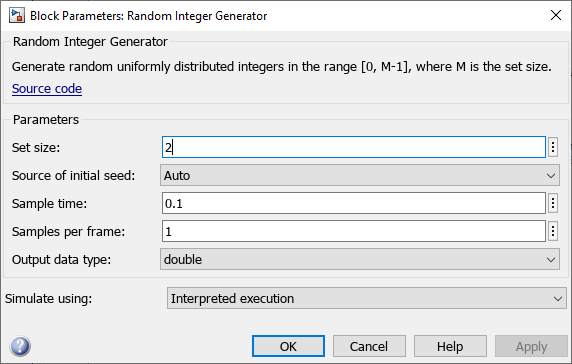 Block Parameters: Random Integer Generator
Random Integer Generator
Generate random uniformly distributed integers in the range [0, M-1], where M is the set size.
Source code
Parameters
Set size: 2
Source of initial seed: Auto
Sample time: 0.1
Samples per frame: 1
Output data type: double
Simulate using: Interpreted execution
? OK Cancel Help Apply